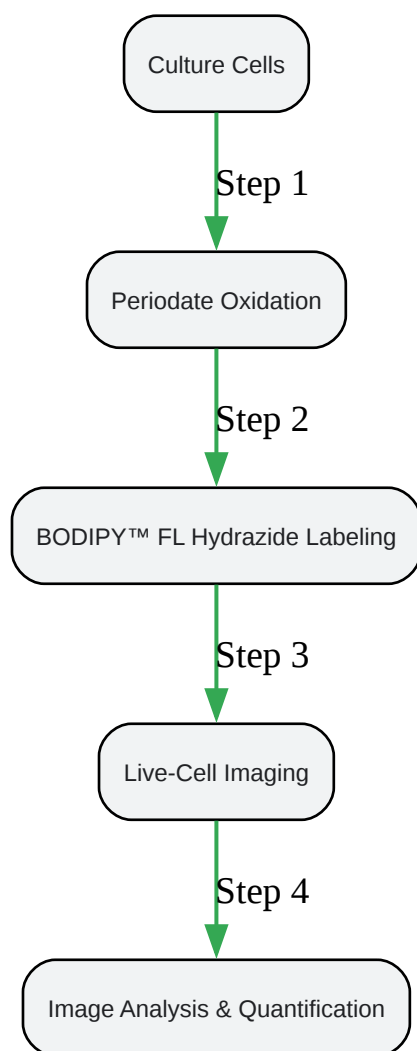 Culture Cells
Step 1
Periodate Oxidation
Step 2
BODIPY™ FL Hydrazide Labeling
Step 3
Live-Cell Imaging
Step 4
Image Analysis & Quantification